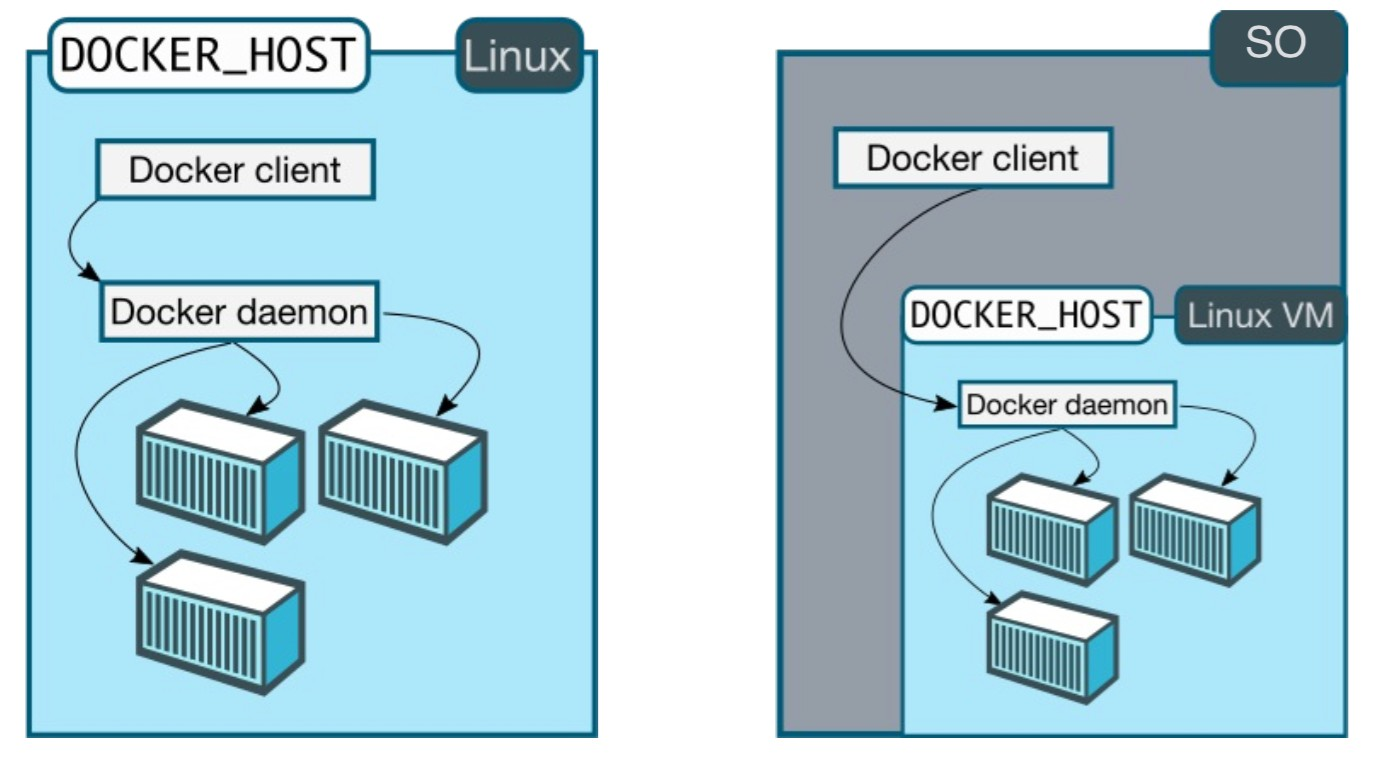 DOCKER_HOST
Linux
Docker client
Docker daemon
SO
Docker client
DOCKER_HOST
Linux VM
Docker daemon